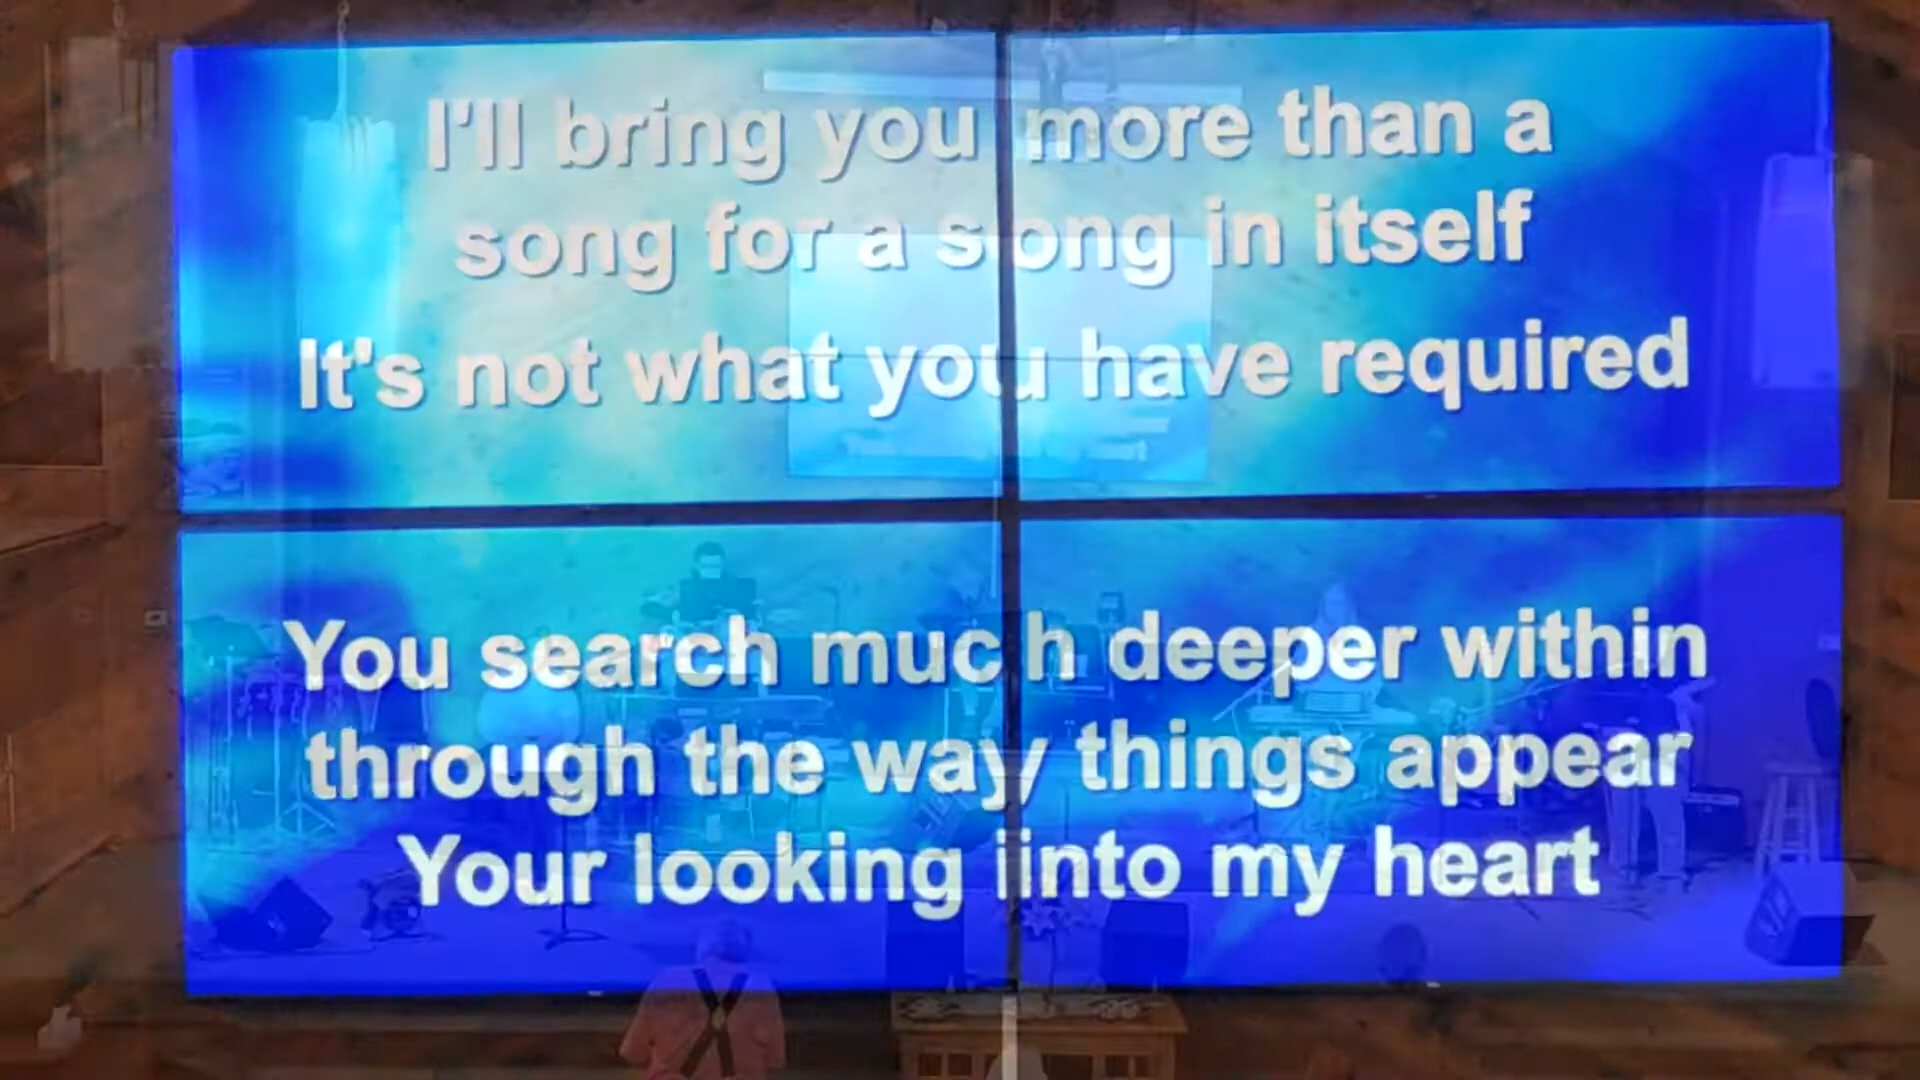 I'll bring you more than a
song for a song in itself
It's not what you have required
You search much deeper within
through the way things appear
Your looking iinto my heart